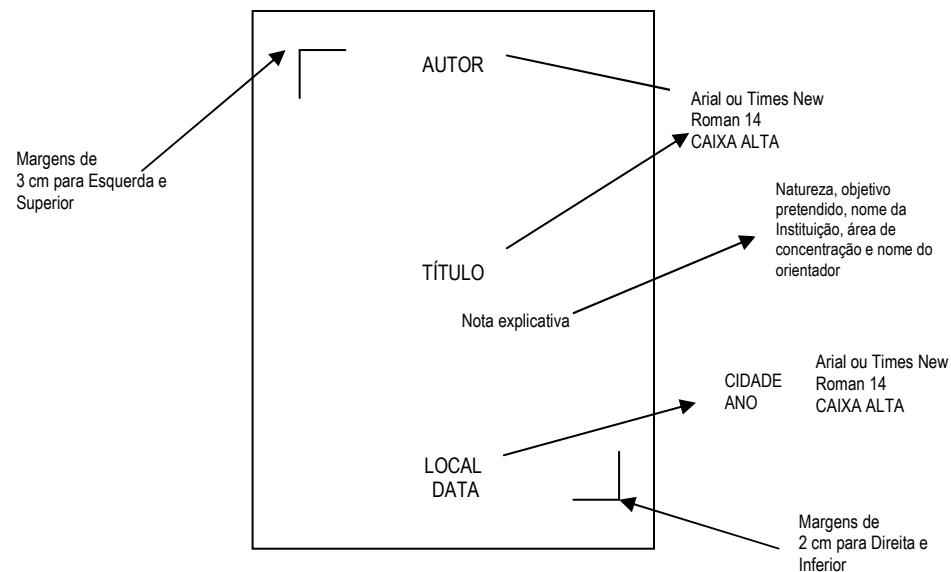 AUTOR
Arial ou Times New
Roman 14
CAIXA ALTA
Margens de
3 cm para Esquerda e
Superior
Natureza, objetivo
pretendido, nome da
Instituição, área de
concentração e nome do
orientador
TÍTULO
Nota explicativa
CIDADE
ANO
Arial ou Times New
Roman 14
CAIXA ALTA
LOCAL
DATA
Margens de
2 cm para Direita e
Inferior